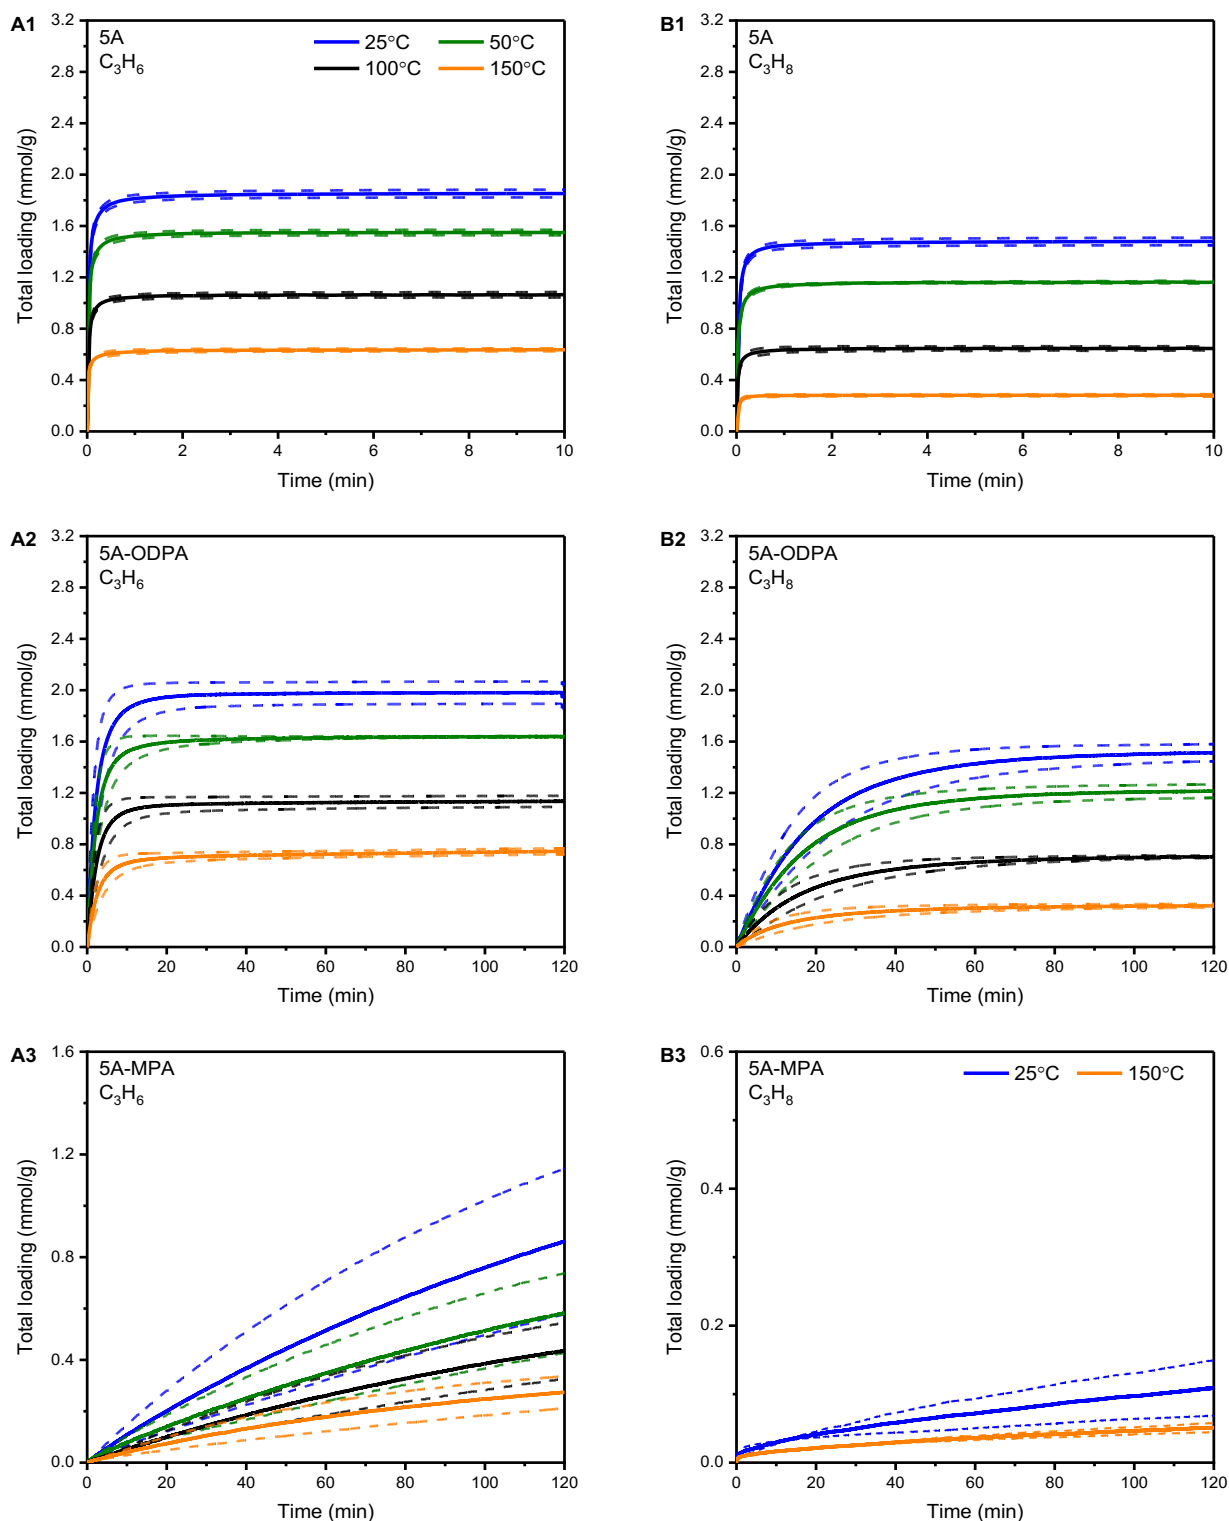 A1
5A
C₃H₆
25°C
50°C
100°C
150°C
Total loading (mmol/g)
3.2
2.8
2.4
2.0
1.6
1.2
0.8
0.4
0.0
0 2 4 6 8 10
Time (min)
B1
5A
C₃H₈
Total loading (mmol/g)
3.2
2.8
2.4
2.0
1.6
1.2
0.8
0.4
0.0
0 2 4 6 8 10
Time (min)
A2
5A-ODPA
C₃H₆
Total loading (mmol/g)
3.2
2.8
2.4
2.0
1.6
1.2
0.8
0.4
0.0
0 20 40 60 80 100 120
Time (min)
B2
5A-ODPA
C₃H₈
Total loading (mmol/g)
3.2
2.8
2.4
2.0
1.6
1.2
0.8
0.4
0.0
0 20 40 60 80 100 120
Time (min)
A3
5A-MPA
C₃H₆
Total loading (mmol/g)
1.6
1.2
0.8
0.4
0.0
0 20 40 60 80 100 120
Time (min)
B3
5A-MPA
C₃H₈
25°C
150°C
Total loading (mmol/g)
0.6
0.4
0.2
0.0
0 20 40 60 80 100 120
Time (min)